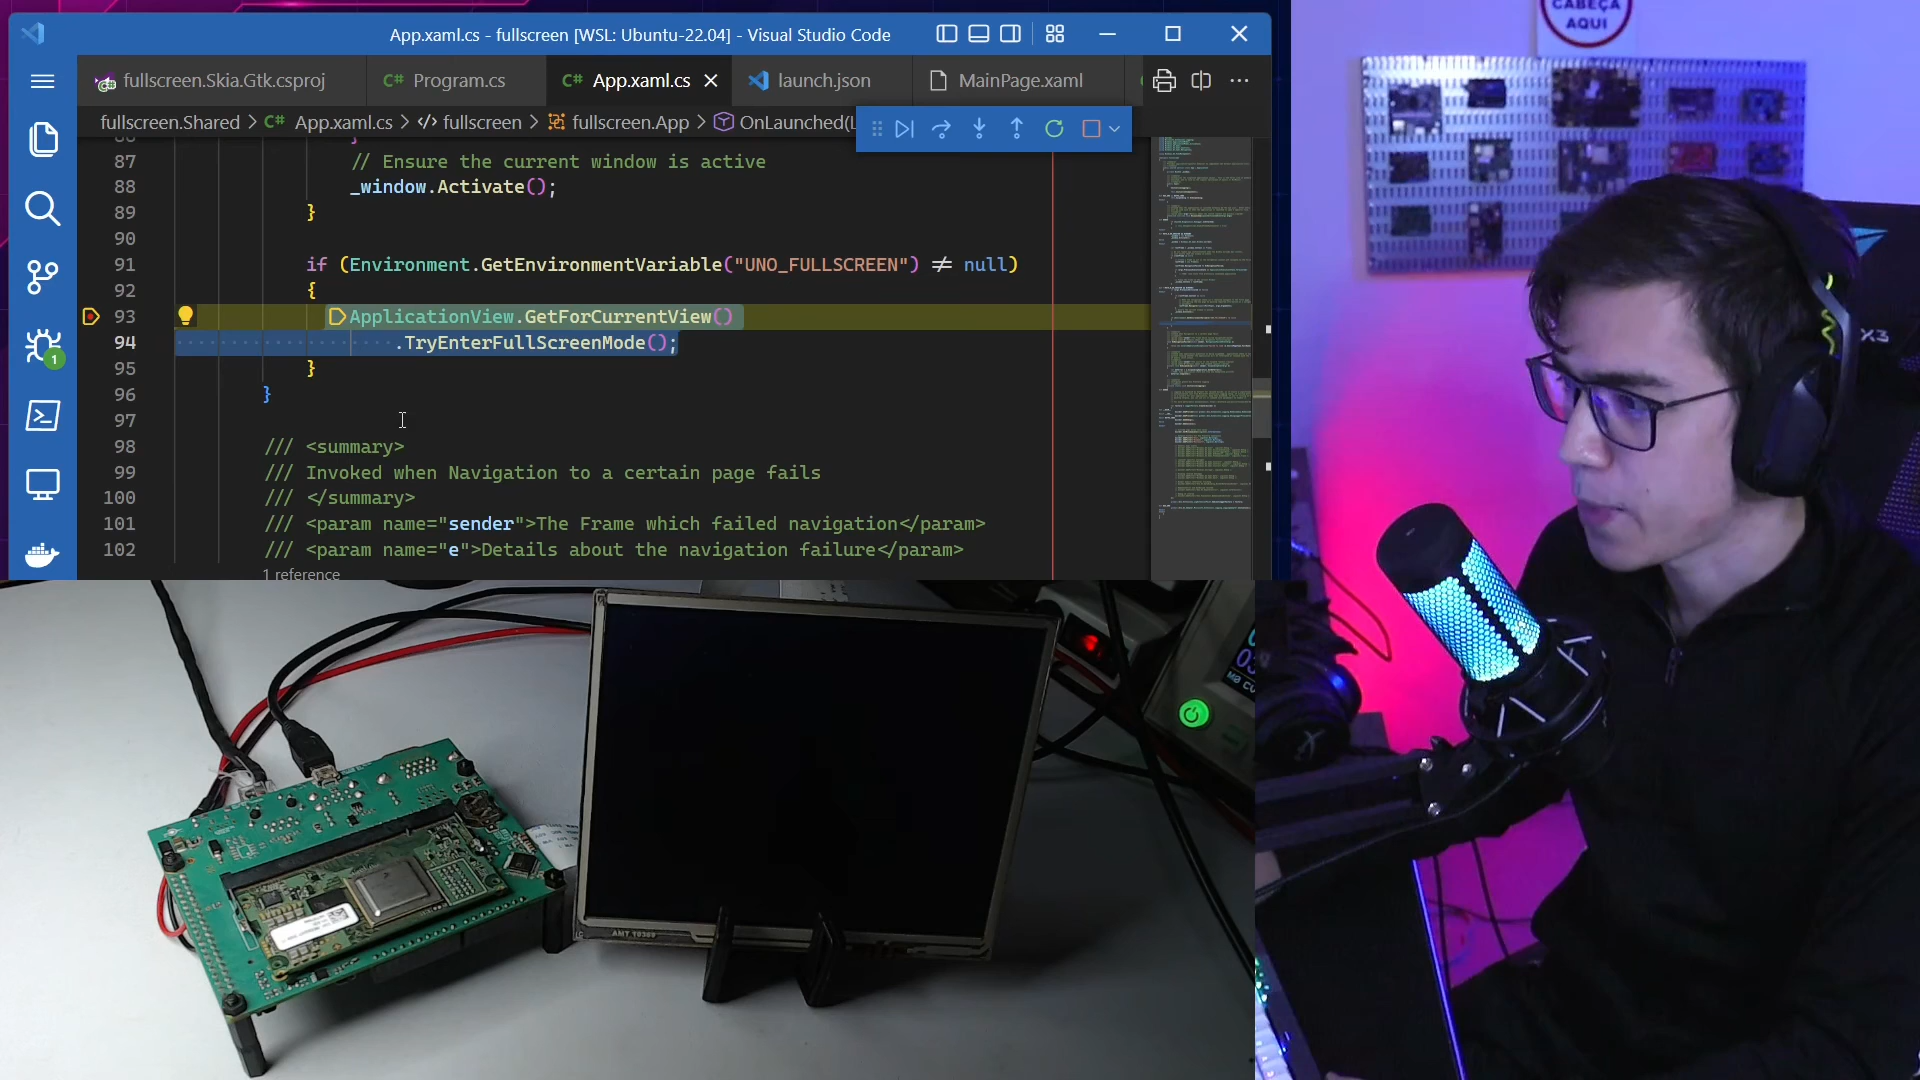 App.xaml.cs - fullscreen [WSL: Ubuntu-22.04] - Visual Studio Code
fullscreen.Skia.Gtk.csproj
C# Program.cs
C# App.xaml.cs
launch.json
MainPage.xaml
fullscreen.Shared > C# App.xaml.cs > fullscreen > fullscreen.App > OnLaunched(L
87 // Ensure the current window is active
88 _window.Activate();
89 }
90
91 if (Environment.GetEnvironmentVariable("UNO_FULLSCREEN") ≠ null)
92 {
93 ApplicationView.GetForCurrentView()
94 .TryEnterFullScreenMode();
95 }
96 }
97
98 /// <summary>
99 /// Invoked when Navigation to a certain page fails
100 /// </summary>
101 /// <param name="sender">The Frame which failed navigation</param>
102 /// <param name="e">Details about the navigation failure</param>
1 reference
1
CABEÇA
AQUI
X3
AMT 10389